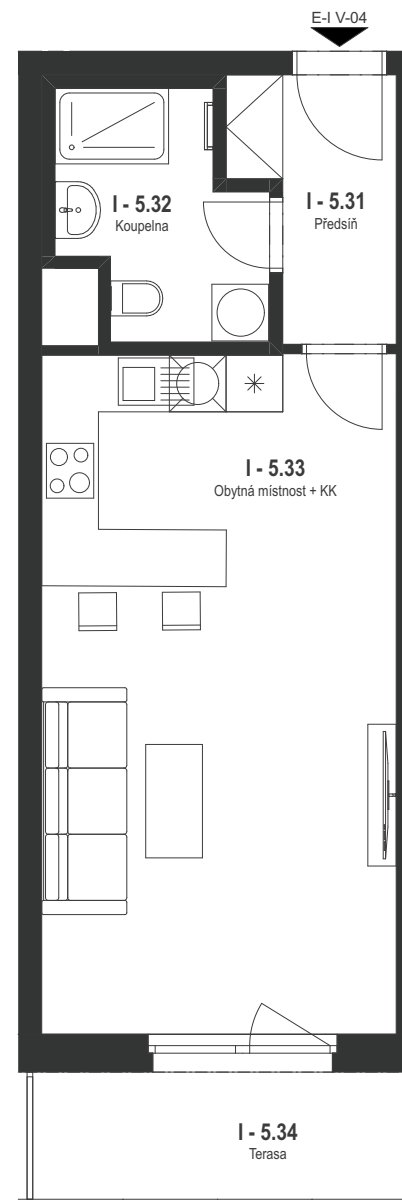 E-I V-04
I - 5.32
Koupelna
I - 5.31
Předsíň
I - 5.33
Obytná místnost + KK
I - 5.34
Terasa